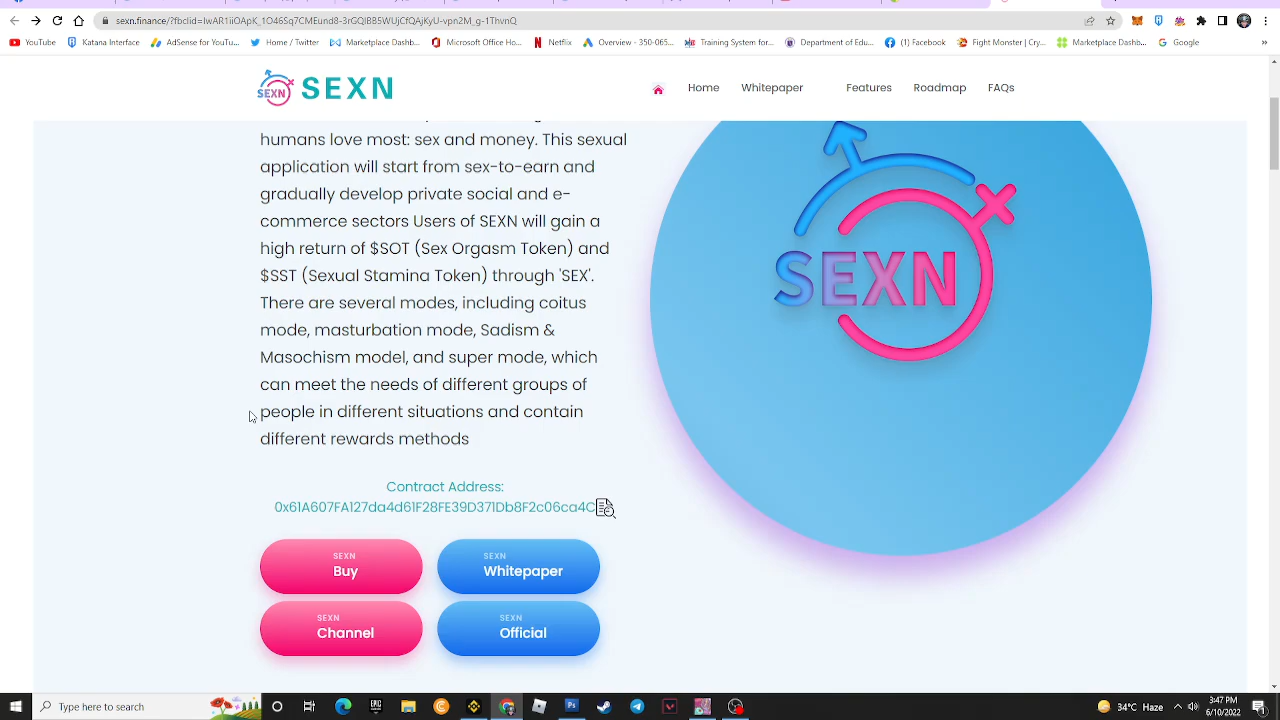 sexn.finance/?fbclid=IwAR1iiOApK_1O46Sq7CMEund8-3rGQIB85WUjCfQAjKyU-vpn2M_g-1ThvnQ
YouTube Katana Interface AdSense for YouTu... Home / Twitter Marketplace Dashb... Microsoft Office Ho... Netflix Overview - 350-065... Training System for... Department of Edu... (1) Facebook Fight Monster | Cry... Marketplace Dashb... Google »
SEXN SEXN Home Whitepaper Features Roadmap FAQs
humans love most: sex and money. This sexual
application will start from sex-to-earn and
gradually develop private social and e-
commerce sectors Users of SEXN will gain a
high return of $SOT (Sex Orgasm Token) and
$SST (Sexual Stamina Token) through 'SEX'.
There are several modes, including coitus
mode, masturbation mode, Sadism &
Masochism model, and super mode, which
can meet the needs of different groups of
people in different situations and contain
different rewards methods
SEXN
Contract Address:
0x61A607FA127da4d61F28FE39D371Db8F2c06ca4C
SEXN
Buy
SEXN
Whitepaper
SEXN
Channel
SEXN
Official
Type here to search
34°C Haze
3:47 PM
6/10/2022